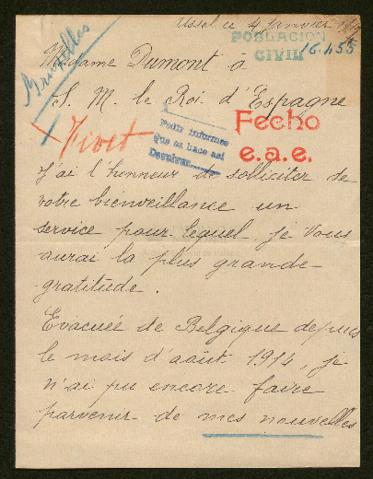 Ussel ce 4 Janvier
POBLACION
CIVIL
16.455
Bruxelles
Madame Dumont à
S. M. le Roi d'Espagne
Fecho
e.a.e.
Pedir informes
que se hace así
Vivet
J'ai l'honneur de solliciter de
votre bienveillance un
service pour lequel je Vous
aurai la plus grande
gratitude.
Evacuée de Belgique depuis
le mois d'août 1914, je
n'ai pu encore faire
parvenir de mes nouvelles